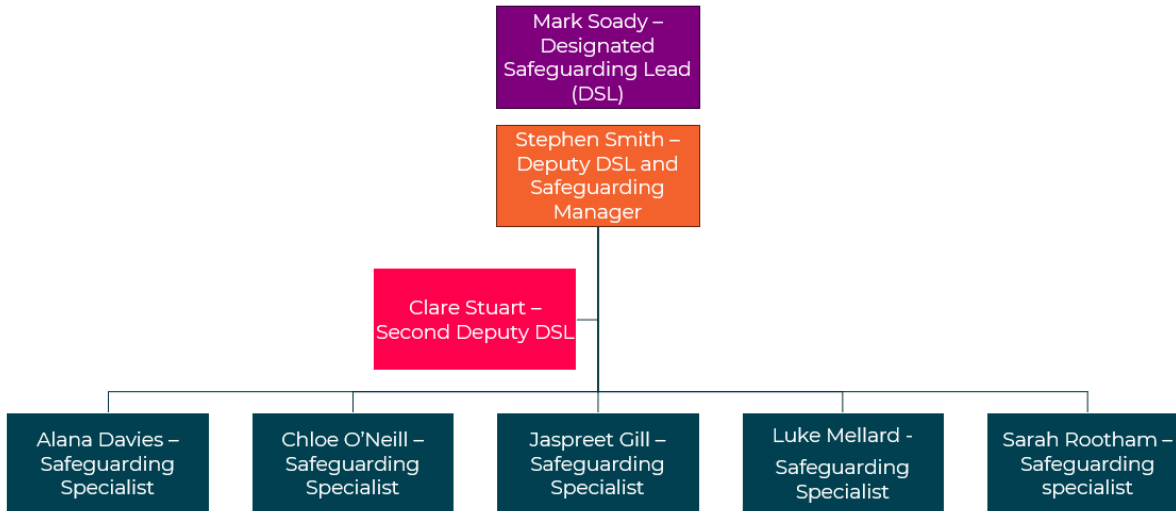 Mark Soady –
Designated
Safeguarding Lead
(DSL)
Stephen Smith –
Deputy DSL and
Safeguarding
Manager
Clare Stuart –
Second Deputy DSL
Alana Davies –
Safeguarding
Specialist
Chloe O’Neill –
Safeguarding
Specialist
Jaspreet Gill –
Safeguarding
Specialist
Luke Mellard -
Safeguarding
Specialist
Sarah Rootham –
Safeguarding
specialist